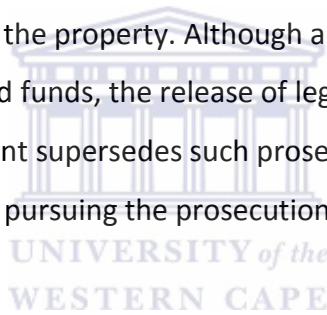 the property. Although a
d funds, the release of leg
nt supersedes such prose
pursuing the prosecution
UNIVERSITY of the
WESTERN CAPE